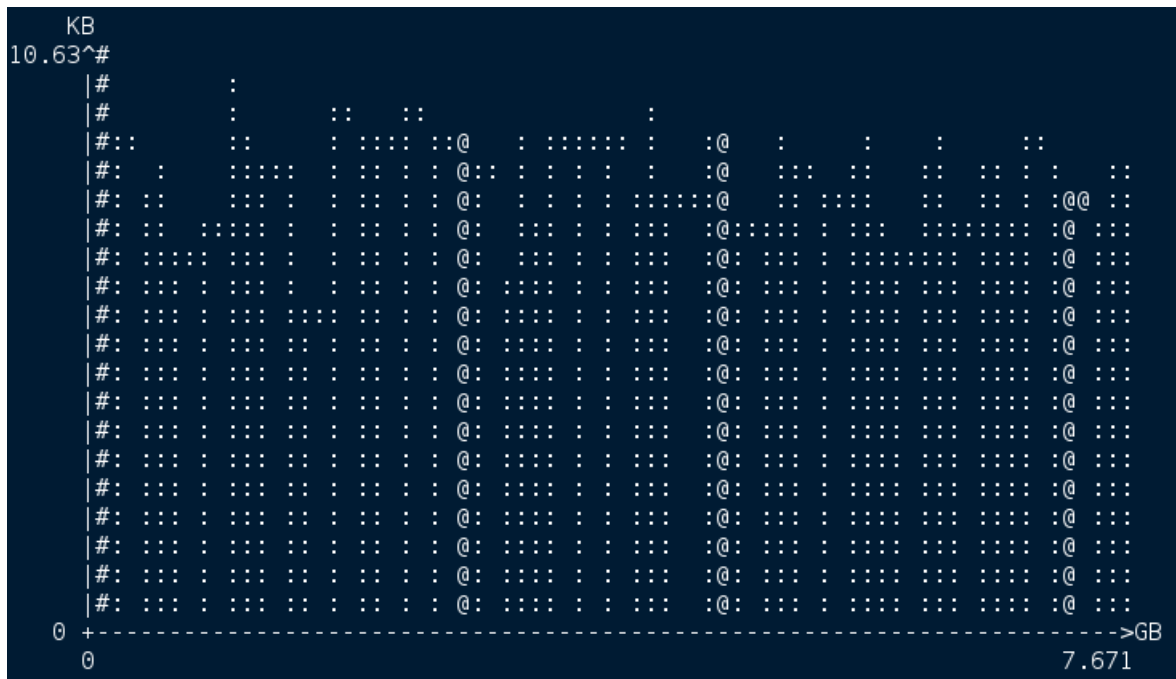 KB
10.63^#
     |#        :
     |#        :      ::   ::               :
     |#::      ::     : :::: ::@   : :::::: :   :@   :     :    :     ::
     |#:  :    :::::  : :: : : @:: : : : :  :   :@   :::  ::   ::  :: : :   ::
     |#: ::    ::: :  : :: : : @:  : : : : ::::::@   :: ::::   ::  :: : :@@ ::
     |#: ::  ::::: :  : :: : : @:  ::: : : :::  :@::::: : :::  :::::::: :@ :::
     |#: ::::: ::: :  : :: : : @:  ::: : : :::  :@: ::: : :::::::: :::: :@ :::
     |#: ::: : ::: :  : :: : : @: :::: : : :::  :@: ::: : :::: ::: :::: :@ :::
     |#: ::: : ::: :::: :: : : @: :::: : : :::  :@: ::: : :::: ::: :::: :@ :::
     |#: ::: : ::: :: : :: : : @: :::: : : :::  :@: ::: : :::: ::: :::: :@ :::
     |#: ::: : ::: :: : :: : : @: :::: : : :::  :@: ::: : :::: ::: :::: :@ :::
     |#: ::: : ::: :: : :: : : @: :::: : : :::  :@: ::: : :::: ::: :::: :@ :::
     |#: ::: : ::: :: : :: : : @: :::: : : :::  :@: ::: : :::: ::: :::: :@ :::
     |#: ::: : ::: :: : :: : : @: :::: : : :::  :@: ::: : :::: ::: :::: :@ :::
     |#: ::: : ::: :: : :: : : @: :::: : : :::  :@: ::: : :::: ::: :::: :@ :::
     |#: ::: : ::: :: : :: : : @: :::: : : :::  :@: ::: : :::: ::: :::: :@ :::
     |#: ::: : ::: :: : :: : : @: :::: : : :::  :@: ::: : :::: ::: :::: :@ :::
     |#: ::: : ::: :: : :: : : @: :::: : : :::  :@: ::: : :::: ::: :::: :@ :::
     |#: ::: : ::: :: : :: : : @: :::: : : :::  :@: ::: : :::: ::: :::: :@ :::
   0 +----------------------------------------------------------------------->GB
     0                                                                   7.671